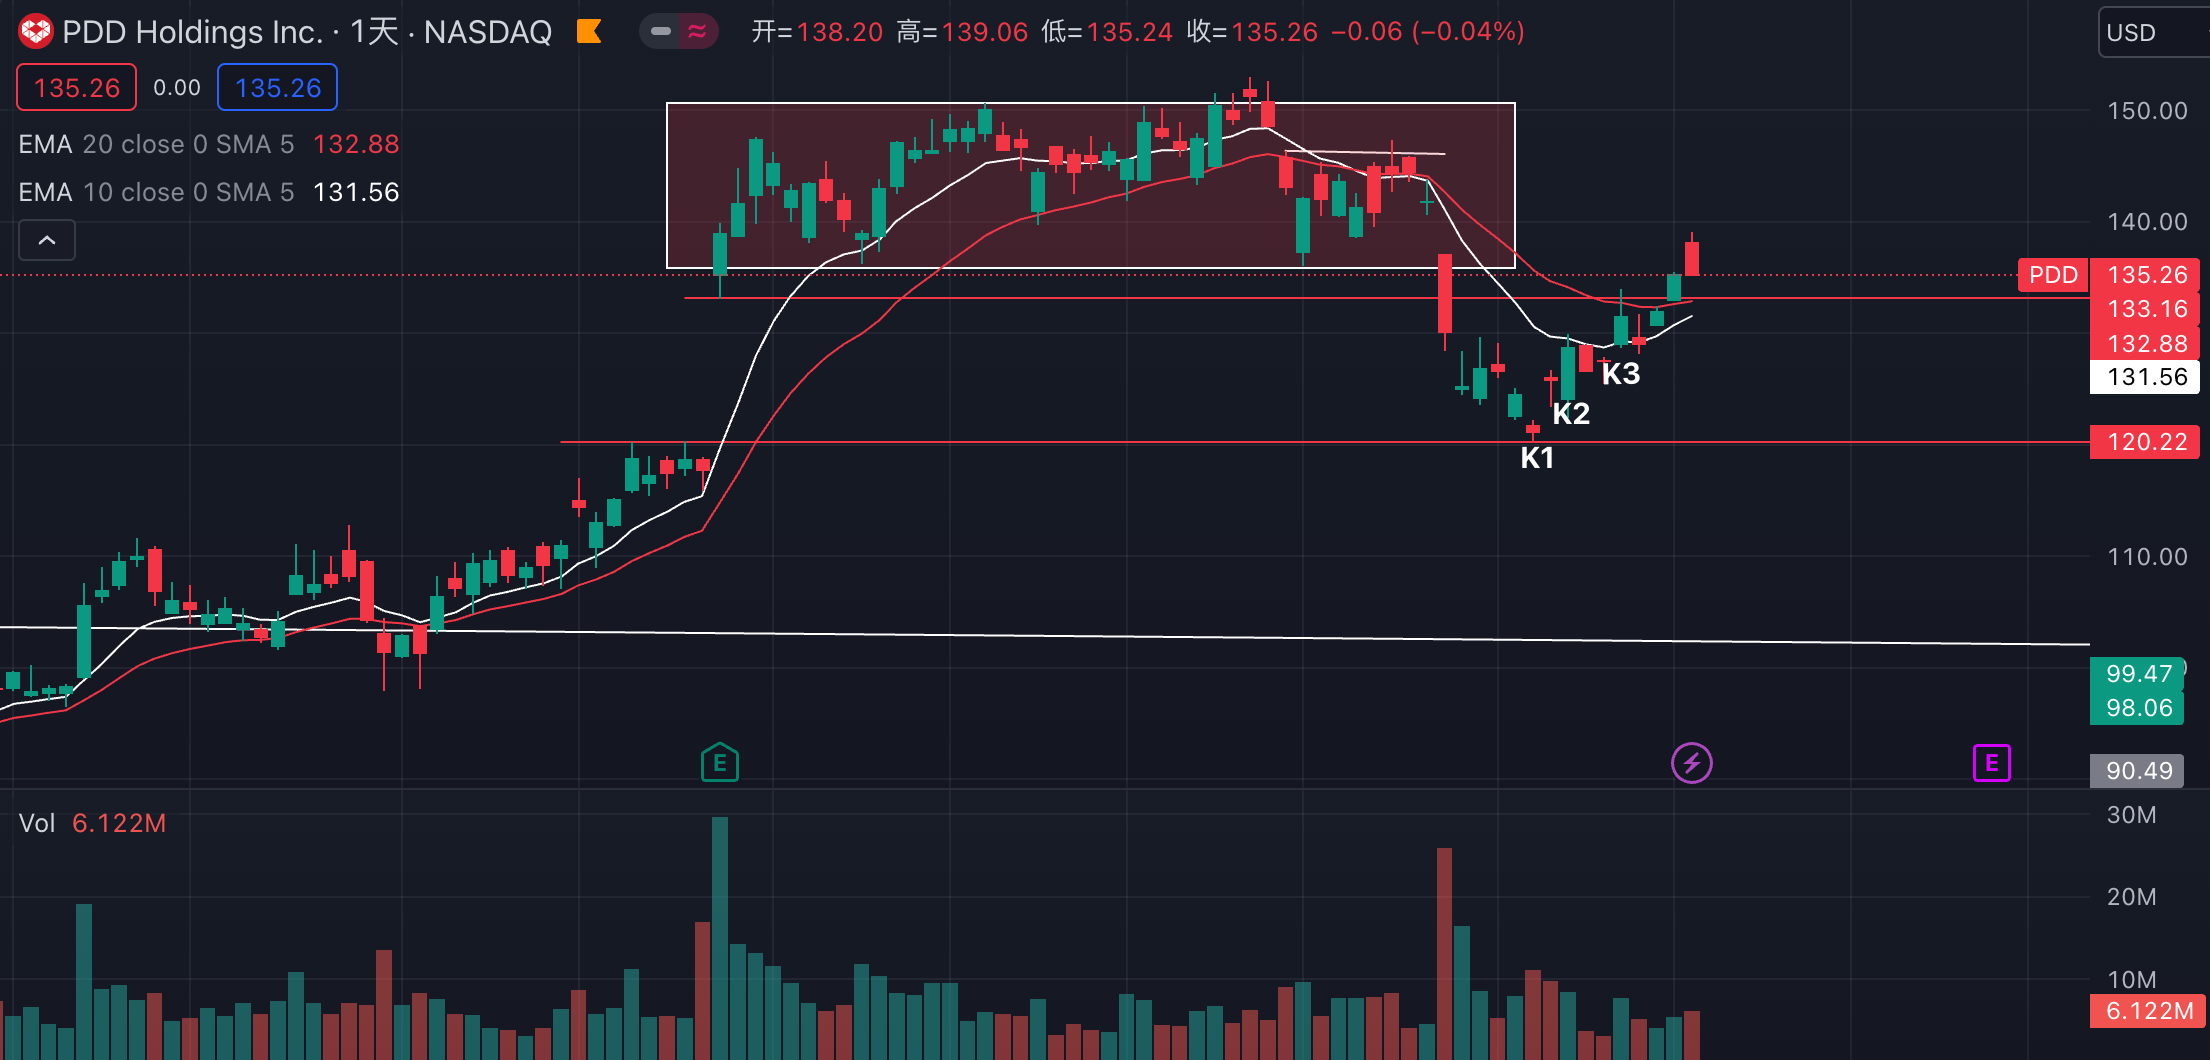 PDD Holdings Inc. · 1天 · NASDAQ 开=138.20 高=139.06 低=135.24 收=135.26 −0.06 (−0.04%)
USD
135.26 0.00 135.26
EMA 20 close 0 SMA 5 132.88
EMA 10 close 0 SMA 5 131.56
150.00
140.00
PDD 135.26
133.16
132.88
131.56
K3
K2
120.22
K1
110.00
99.47
98.06
E
E
90.49
Vol 6.122M
30M
20M
10M
6.122M